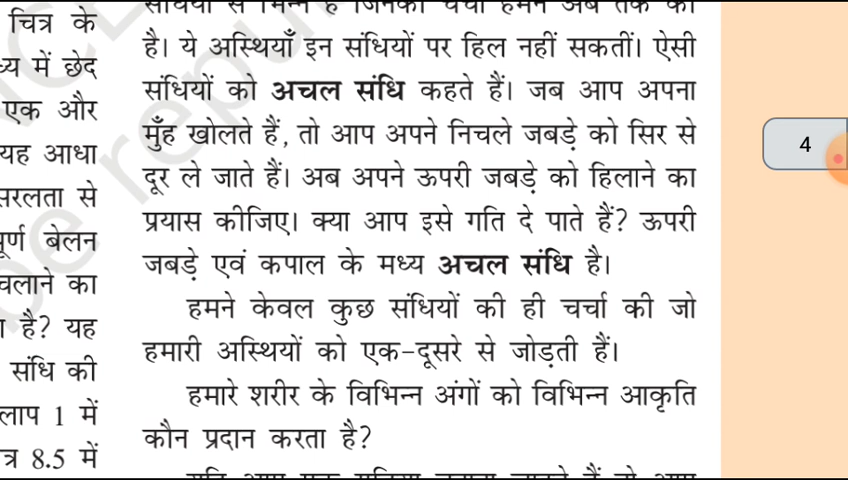 चित्र के
ध्य में छेद
एक और
यह आधा
सरलता से
पूर्ण बेलन
चलाने का
है? यह
संधि की
लाप 1 में
त्र 8.5 में
है। ये अस्थियाँ इन संधियों पर हिल नहीं सकतीं। ऐसी
संधियों को अचल संधि कहते हैं। जब आप अपना
मुँह खोलते हैं, तो आप अपने निचले जबड़े को सिर से
दूर ले जाते हैं। अब अपने ऊपरी जबड़े को हिलाने का
प्रयास कीजिए। क्या आप इसे गति दे पाते हैं? ऊपरी
जबड़े एवं कपाल के मध्य अचल संधि है।
हमने केवल कुछ संधियों की ही चर्चा की जो
हमारी अस्थियों को एक-दूसरे से जोड़ती हैं।
हमारे शरीर के विभिन्न अंगों को विभिन्न आकृति
कौन प्रदान करता है?
4